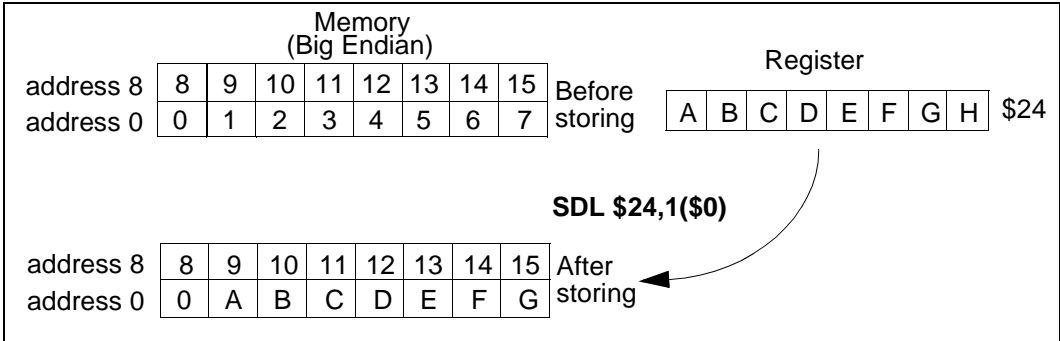 Memory
(Big Endian)
Register
address 8 8 9 10 11 12 13 14 15 Before
address 0 0 1 2 3 4 5 6 7 storing
A B C D E F G H $24
SDL $24,1($0)
address 8 8 9 10 11 12 13 14 15 After
address 0 0 A B C D E F G storing